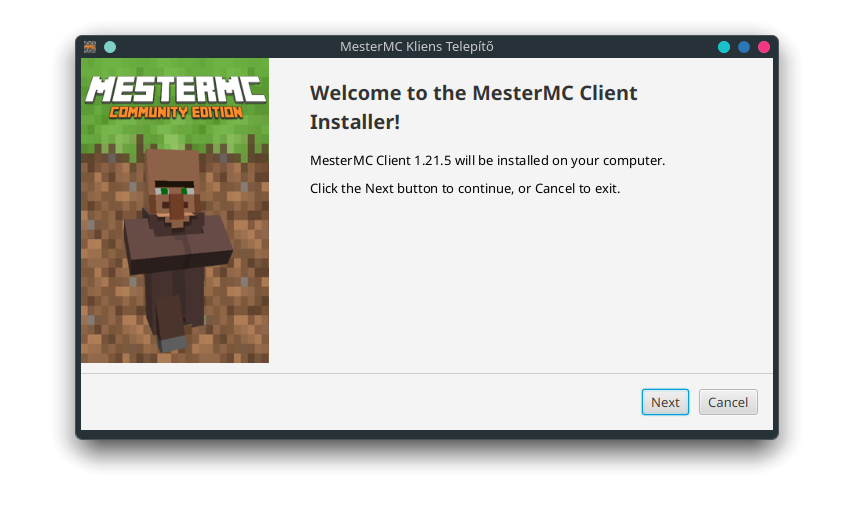 MesterMC Kliens Telepítő
MESTERMC
COMMUNITY EDITION
Welcome to the MesterMC Client
Installer!
MesterMC Client 1.21.5 will be installed on your computer.
Click the Next button to continue, or Cancel to exit.
Next
Cancel